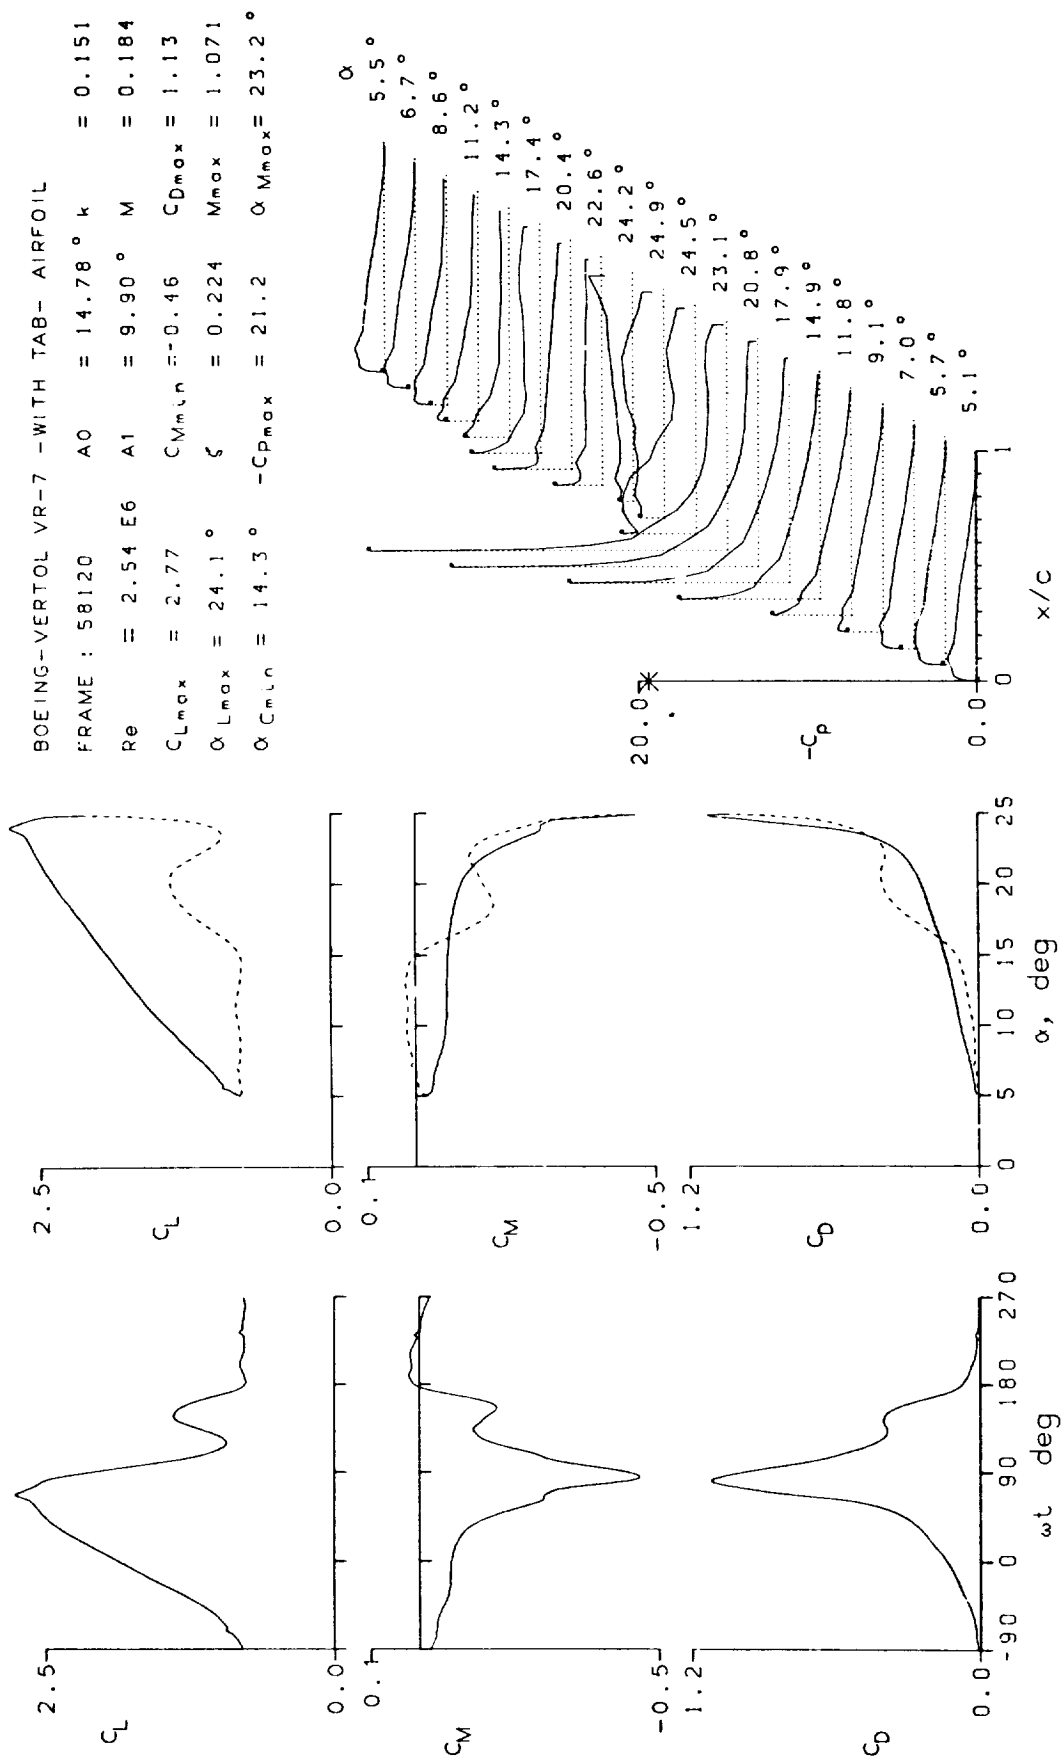 BOEING-VERTOL VR-7 -WITH TAB- AIRFOIL
FRAME : 58120 A0 = 14.78° k = 0.151
Re = 2.54 E6 A1 = 9.90° M = 0.184
CLmax = 2.77 CMmin =-0.46 CDmax = 1.13
αLmax = 24.1° ζ = 0.224 Mmax = 1.071
αCmin = 14.3° -CPmax = 21.2 αMmax= 23.2°
2.5
CL
0.0
0.1
CM
-0.5
1.2
CD
0.0
-90 0 90 180 270
ωt deg
2.5
CL
0.0
0.1
CM
-0.5
1.2
CD
0.0
0 5 10 15 20 25
α, deg
α
5.5°
6.7°
8.6°
11.2°
14.3°
17.4°
20.4°
22.6°
24.2°
24.9°
24.5°
23.1°
20.8°
17.9°
14.9°
11.8°
9.1°
7.0°
5.7°
5.1°
20.0
-CP
0.0
0 1
x/c